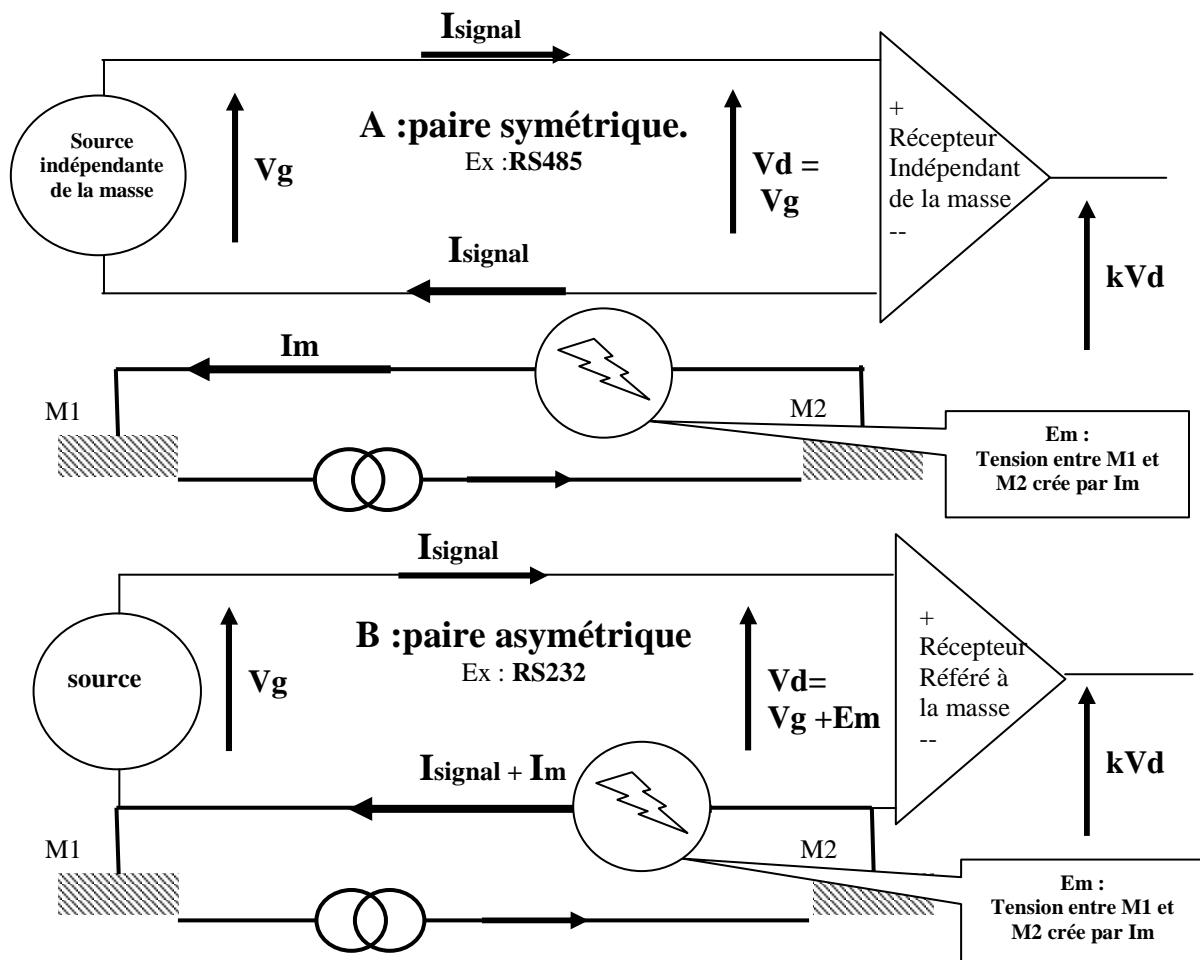 Isignal
A :paire symétrique.
Ex :RS485
Source
indépendante
de la masse
Vg
Vd =
Vg
+
Récepteur
Indépendant
de la masse
--
Isignal
kVd
Im
M1
M2
Em :
Tension entre M1 et
M2 crée par Im
Isignal
B :paire asymétrique
Ex : RS232
source
Vg
Vd=
Vg +Em
+
Récepteur
Référé à
la masse
--
Isignal + Im
kVd
M1
M2
Em :
Tension entre M1 et
M2 crée par Im